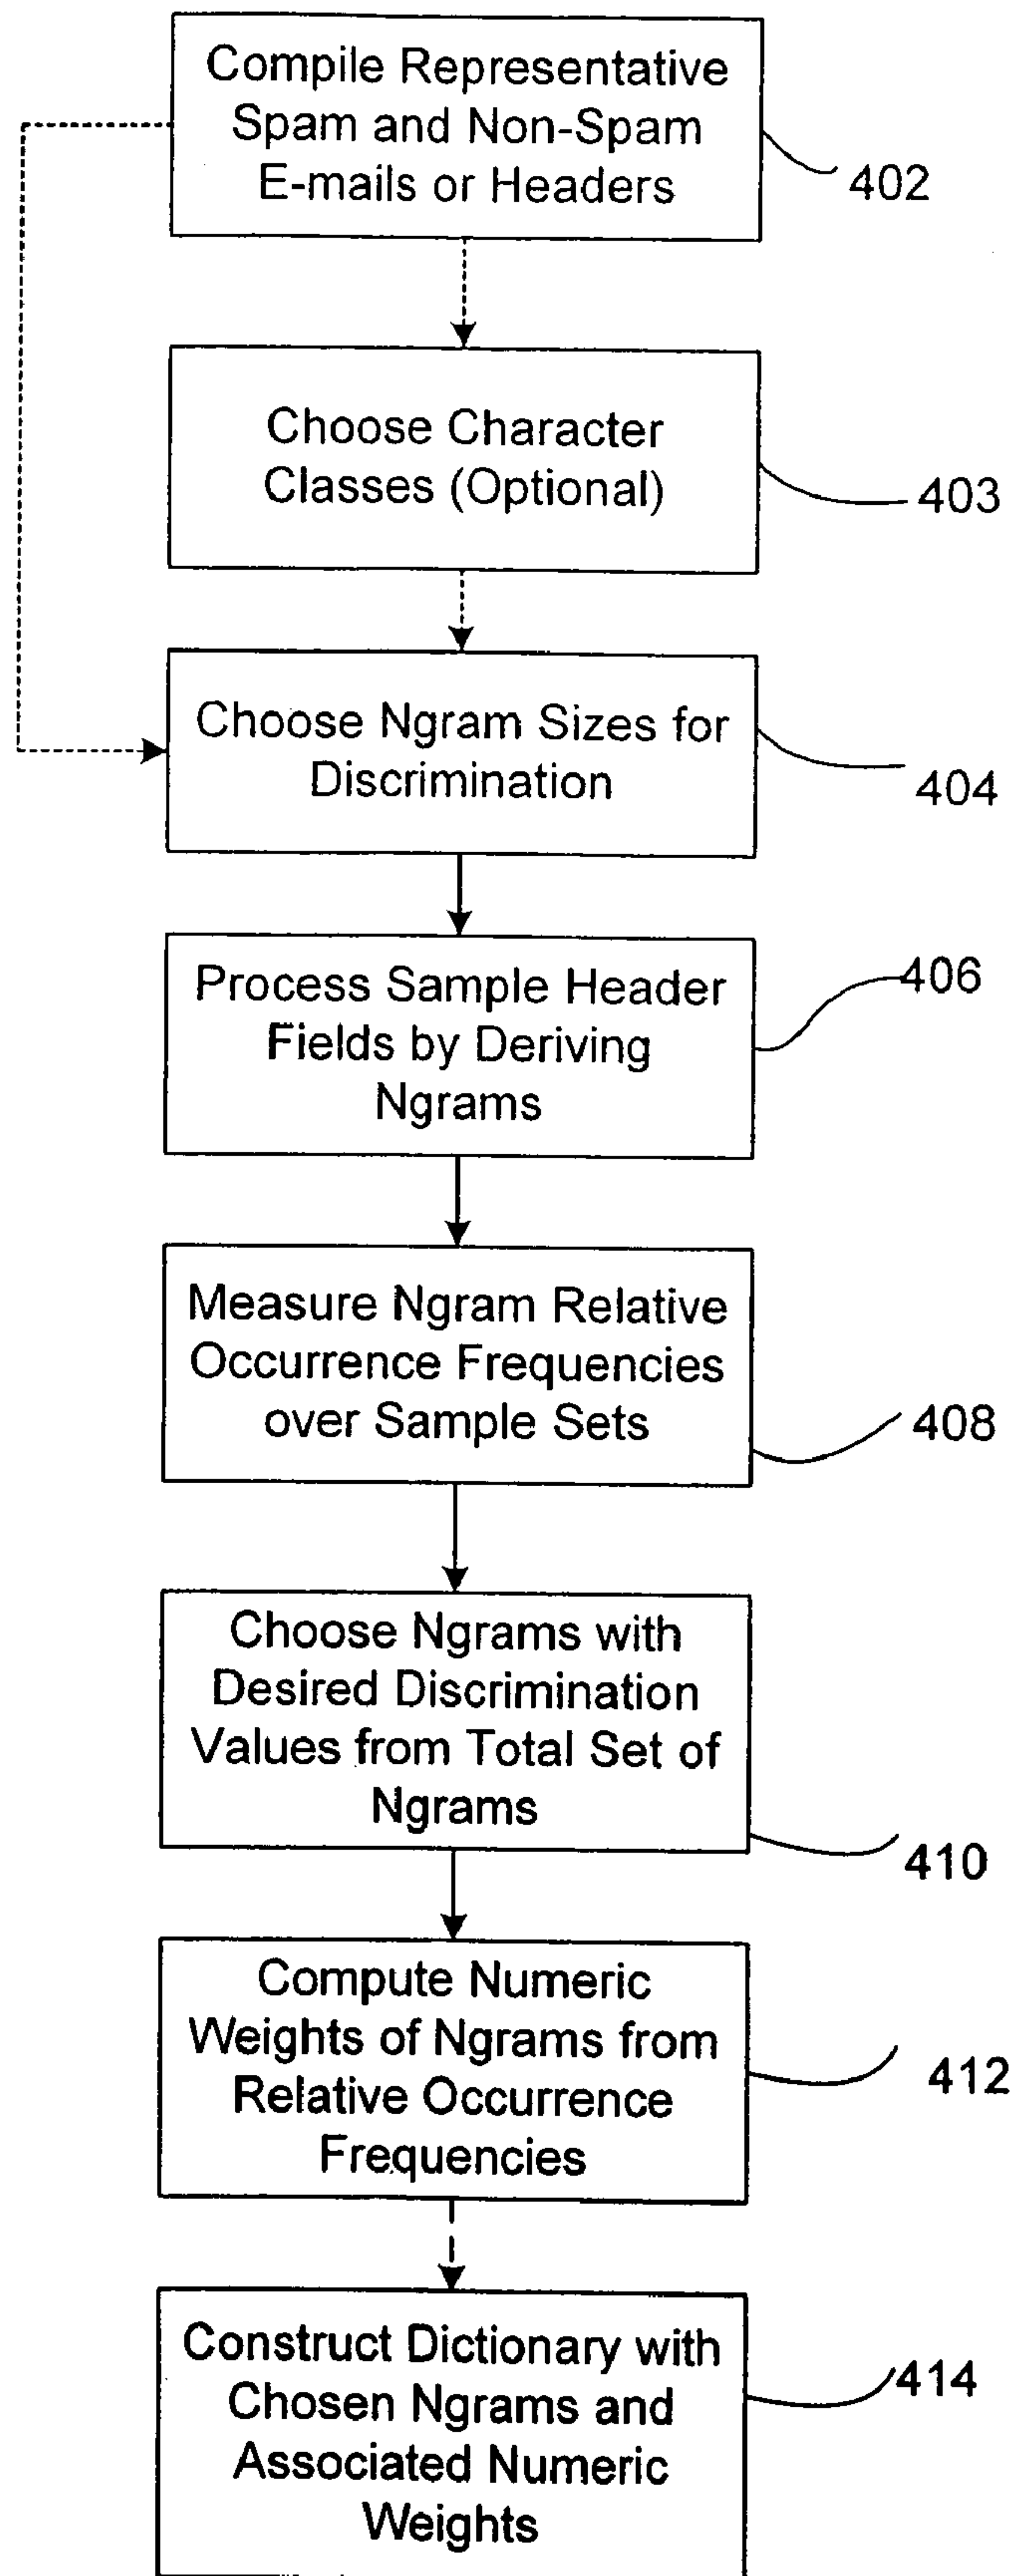 Compile Representative
Spam and Non-Spam
E-mails or Headers
402
Choose Character
Classes (Optional)
403
Choose Ngram Sizes for
Discrimination
404
Process Sample Header
Fields by Deriving
Ngrams
406
Measure Ngram Relative
Occurrence Frequencies
over Sample Sets
408
Choose Ngrams with
Desired Discrimination
Values from Total Set of
Ngrams
410
Compute Numeric
Weights of Ngrams from
Relative Occurrence
Frequencies
412
Construct Dictionary with
Chosen Ngrams and
Associated Numeric
Weights
414